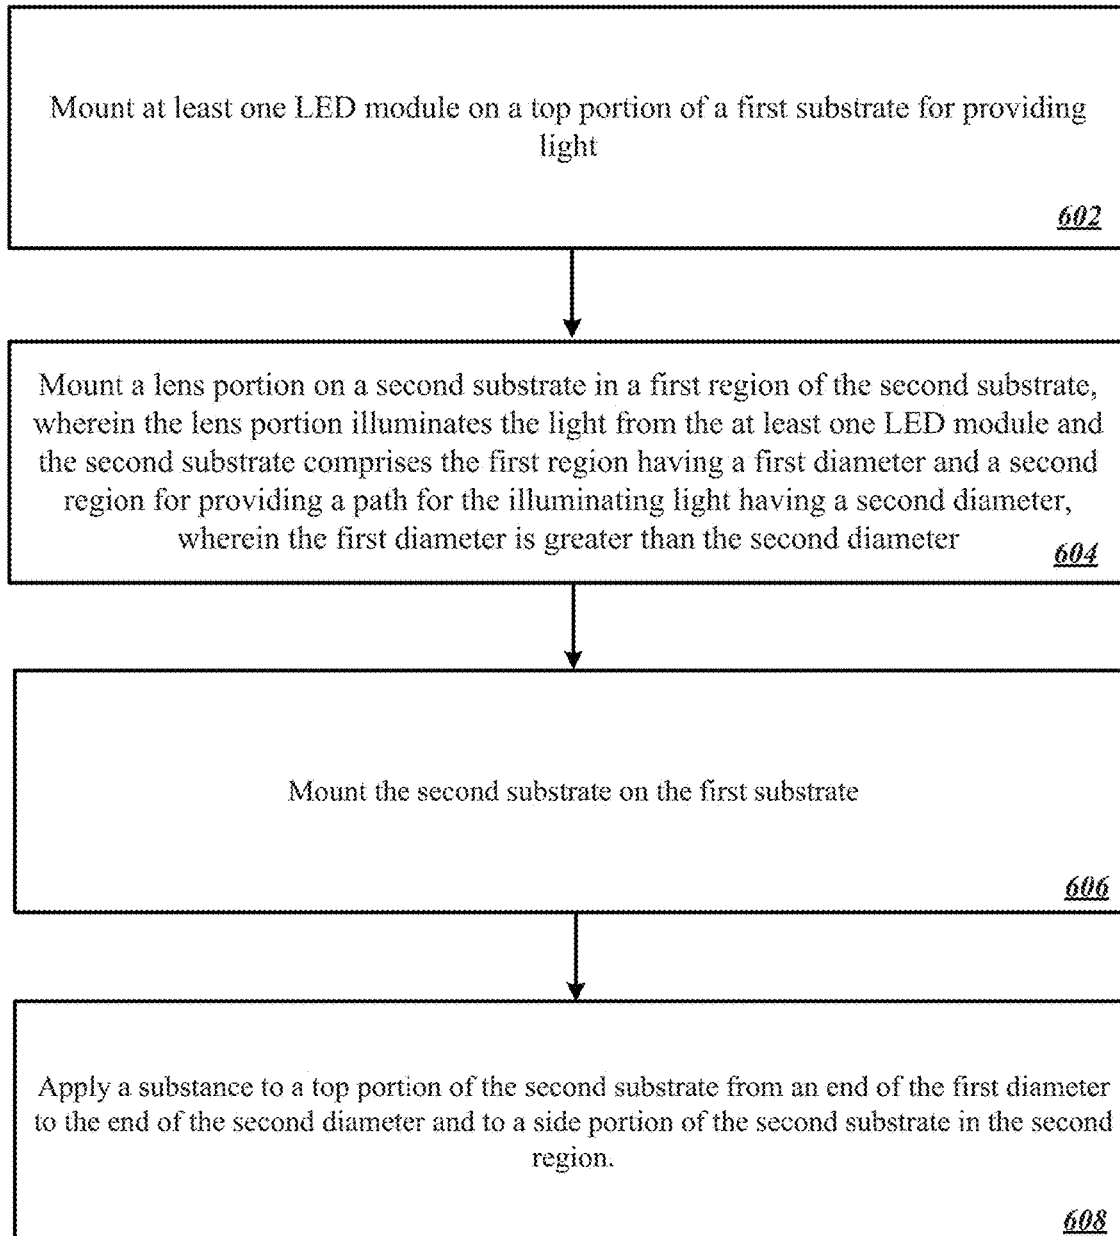 Mount at least one LED module on a top portion of a first substrate for providing
light
602
Mount a lens portion on a second substrate in a first region of the second substrate,
wherein the lens portion illuminates the light from the at least one LED module and
the second substrate comprises the first region having a first diameter and a second
region for providing a path for the illuminating light having a second diameter,
wherein the first diameter is greater than the second diameter
604
Mount the second substrate on the first substrate
606
Apply a substance to a top portion of the second substrate from an end of the first diameter
to the end of the second diameter and to a side portion of the second substrate in the second
region.
608